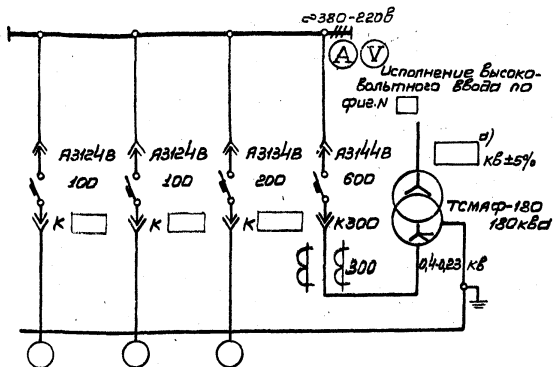 ∾380-220в
A V
Исполнение высоко-
вольтного ввода по
фиг.N
а)
кв±5%
А3124В А3124В А3134В А3144В
100 100 200 600
ТСМАФ-180
180ква
К К К К300
300
0,4-0,23 кв